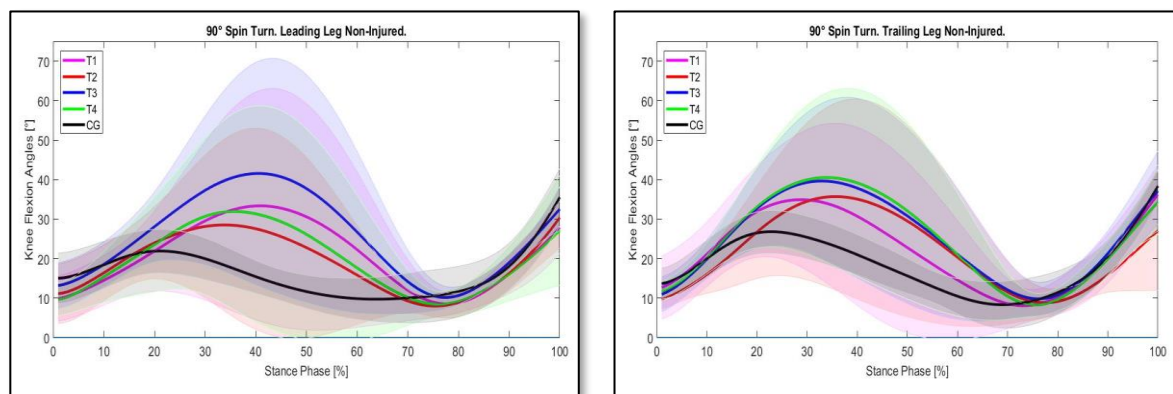 90° Spin Turn. Leading Leg Non-Injured.
Knee Flexion Angles [°]
70
60
50
40
30
20
10
0
T1
T2
T3
T4
CG
0 10 20 30 40 50 60 70 80 90 100
Stance Phase [%]
90° Spin Turn. Trailing Leg Non-Injured.
Knee Flexion Angles [°]
70
60
50
40
30
20
10
0
T1
T2
T3
T4
CG
0 10 20 30 40 50 60 70 80 90 100
Stance Phase [%]